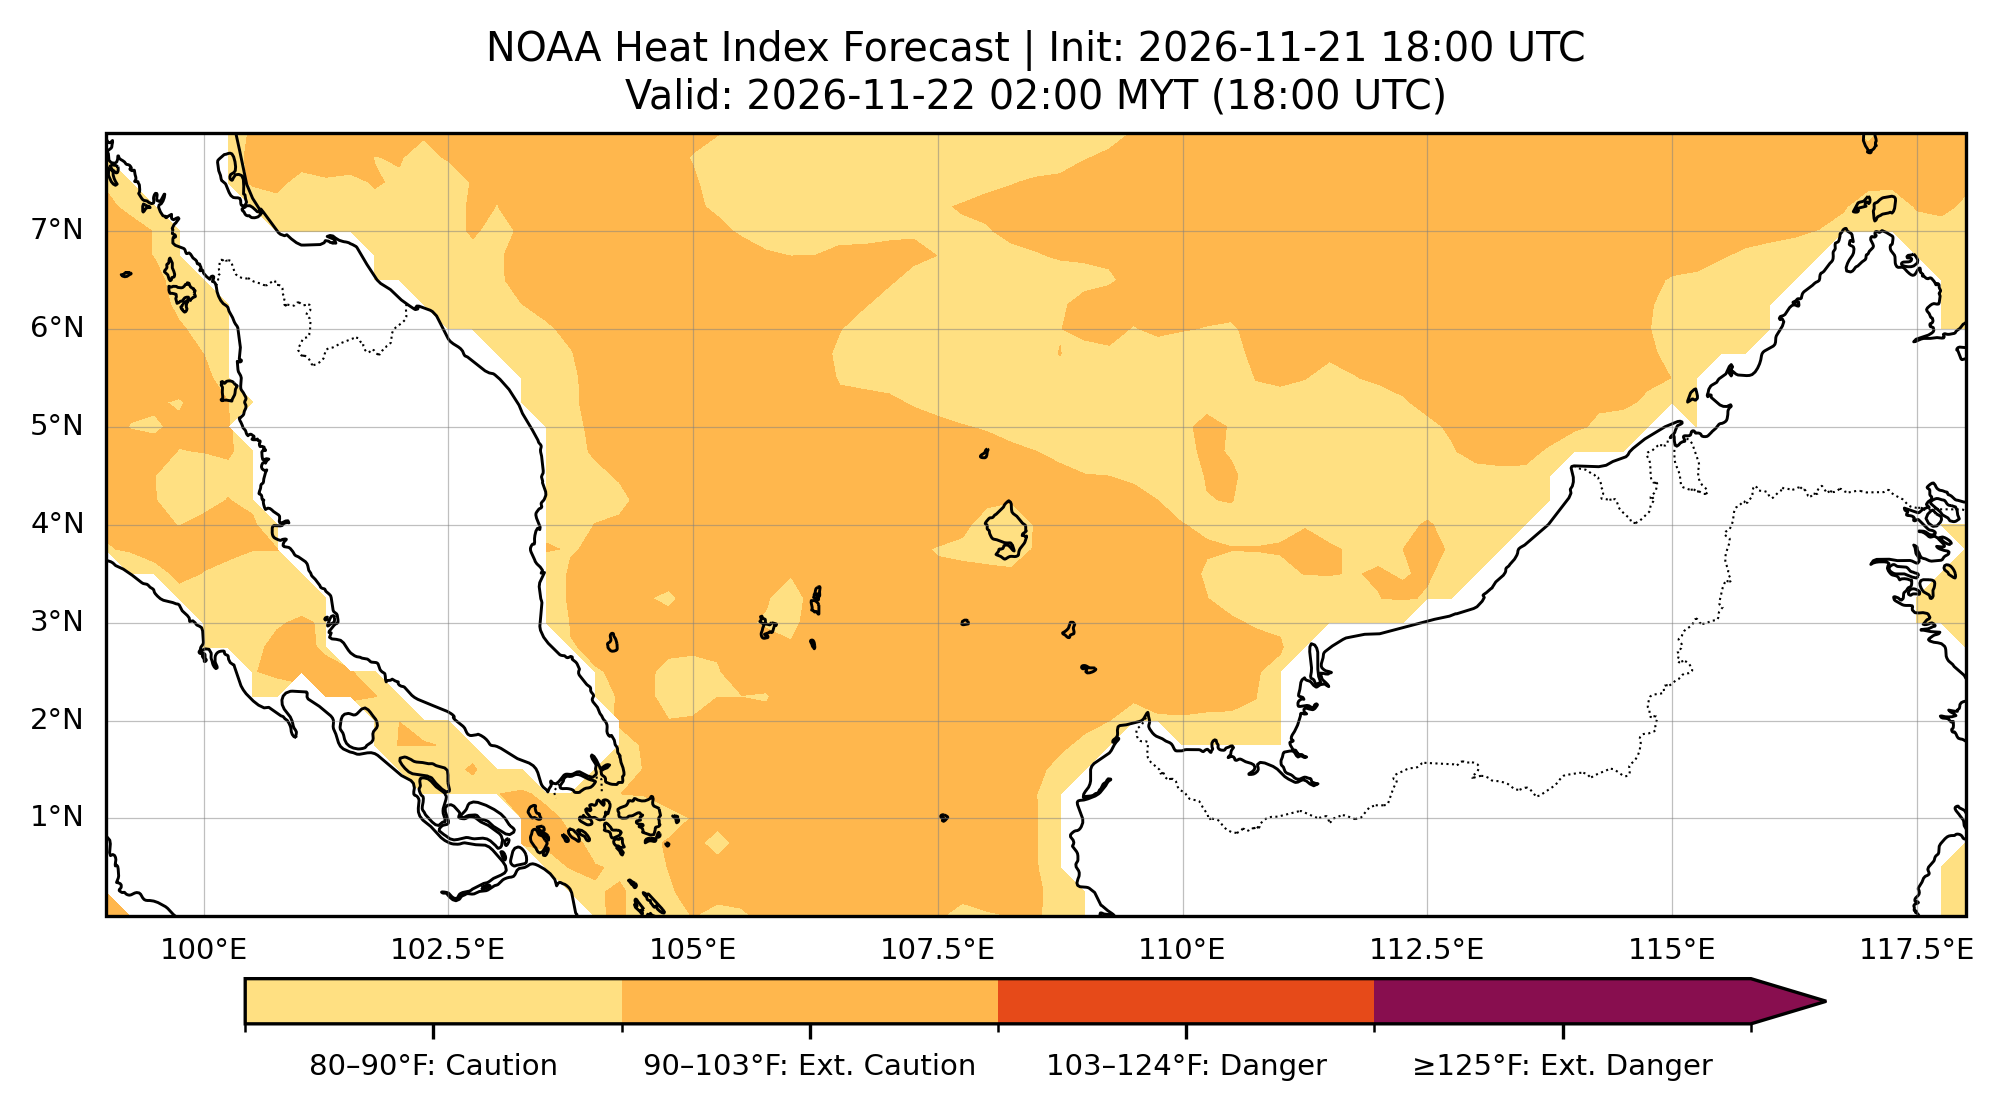 NOAA Heat Index Forecast | Init: 2026-11-21 18:00 UTC
Valid: 2026-11-22 02:00 MYT (18:00 UTC)
7°N
6°N
5°N
4°N
3°N
2°N
1°N
100°E
102.5°E
105°E
107.5°E
110°E
112.5°E
115°E
117.5°E
80–90°F: Caution
90–103°F: Ext. Caution
103–124°F: Danger
≥125°F: Ext. Danger